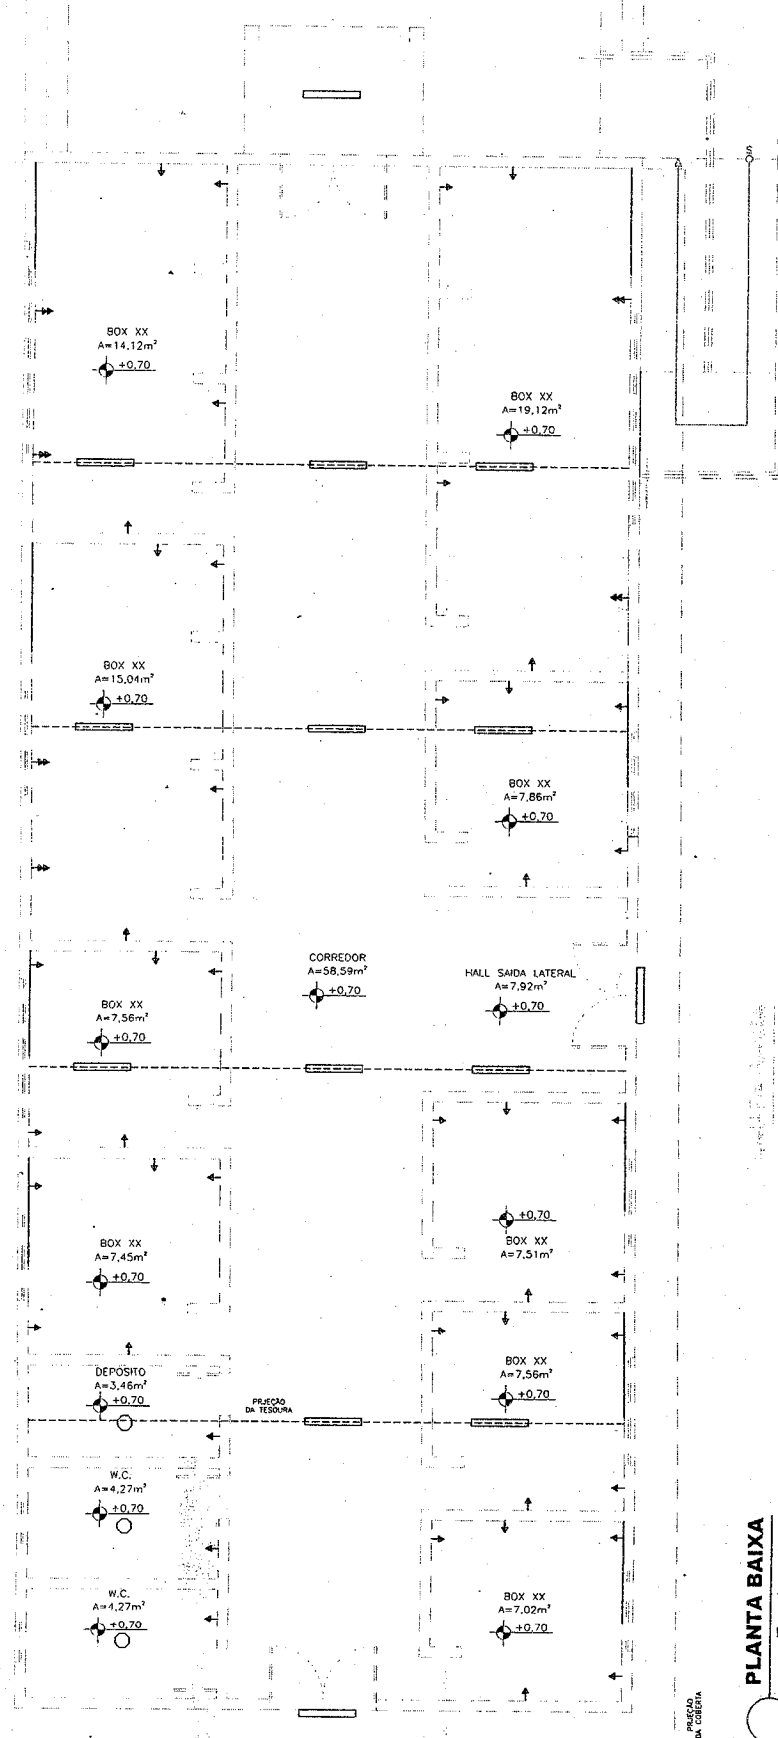 S
BOX XX
A=14,12m²
+0,70
BOX XX
A=19,12m²
+0,70
BOX XX
A=15,04m²
+0,70
BOX XX
A=7,86m²
+0,70
CORREDOR
A=58,59m²
+0,70
HALL SAIDA LATERAL
A=7,92m²
+0,70
BOX XX
A=7,56m²
+0,70
+0,70
BOX XX
A=7,51m²
BOX XX
A=7,45m²
+0,70
BOX XX
A=7,56m²
+0,70
DEPOSITO
A=3,46m²
+0,70
PRJEÇÃO
DA TESOURA
W.C.
A=4,27m²
+0,70
W.C.
A=4,27m²
+0,70
BOX XX
A=7,02m²
+0,70
PRJEÇÃO
DA COBERTA
PLANTA BAIXA